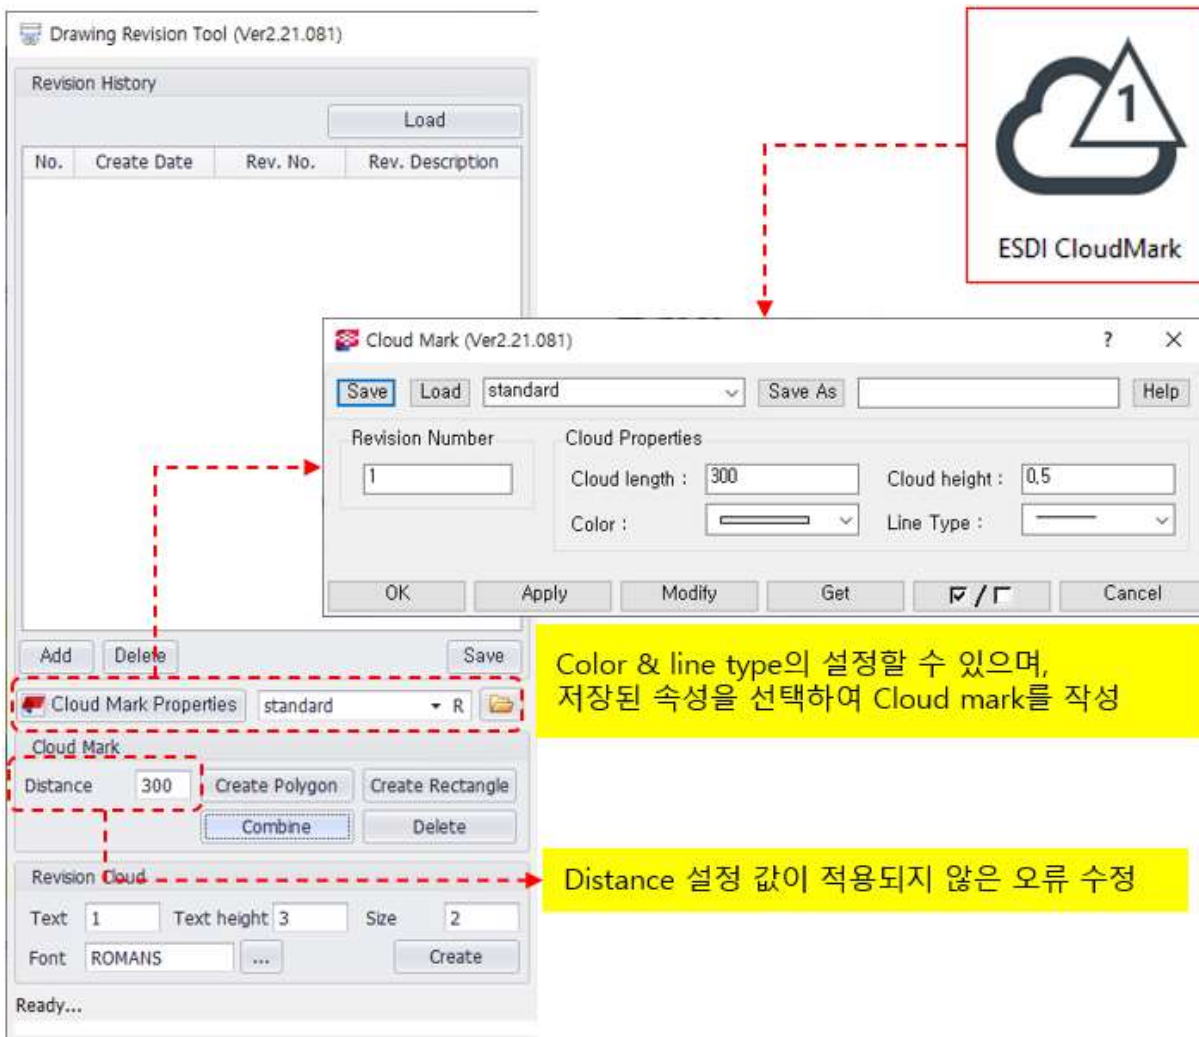 Drawing Revision Tool (Ver2.21.081)
Revision History
Load
No. Create Date Rev. No. Rev. Description
1
ESDI CloudMark
Cloud Mark (Ver2.21.081) ?
Save Load standard Save As Help
Revision Number Cloud Properties
1 Cloud length : 300 Cloud height : 0,5
Color : Line Type :
OK Apply Modify Get / Cancel
Add Delete Save
Color & line type의 설정할 수 있으며,
저장된 속성을 선택하여 Cloud mark를 작성
Cloud Mark Properties standard R
Cloud Mark
Distance 300 Create Polygon Create Rectangle
Combine Delete
Distance 설정 값이 적용되지 않은 오류 수정
Revision Cloud
Text 1 Text height 3 Size 2
Font ROMANS ... Create
Ready...